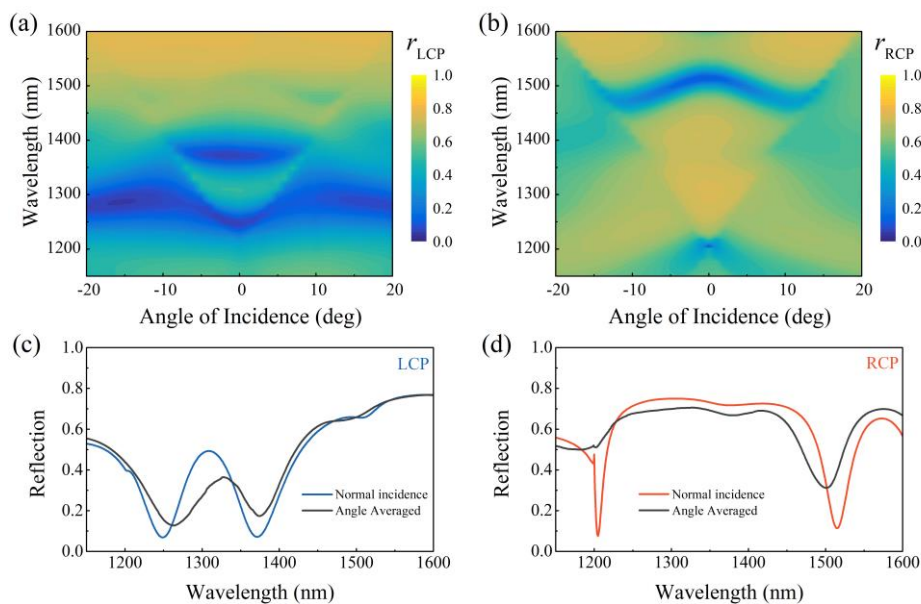 (a)
r LCP
1600
1500
1400
1300
1200
Wavelength (nm)
1.0
0.8
0.6
0.4
0.2
0.0
-20
-10
0
10
20
Angle of Incidence (deg)
(b)
r RCP
1600
1500
1400
1300
1200
Wavelength (nm)
1.0
0.8
0.6
0.4
0.2
0.0
-20
-10
0
10
20
Angle of Incidence (deg)
(c)
LCP
1.0
0.8
0.6
0.4
0.2
0.0
Reflection
Normal incidence
Angle Averaged
1200
1300
1400
1500
1600
Wavelength (nm)
(d)
RCP
1.0
0.8
0.6
0.4
0.2
0.0
Reflection
Normal incidence
Angle Averaged
1200
1300
1400
1500
1600
Wavelength (nm)